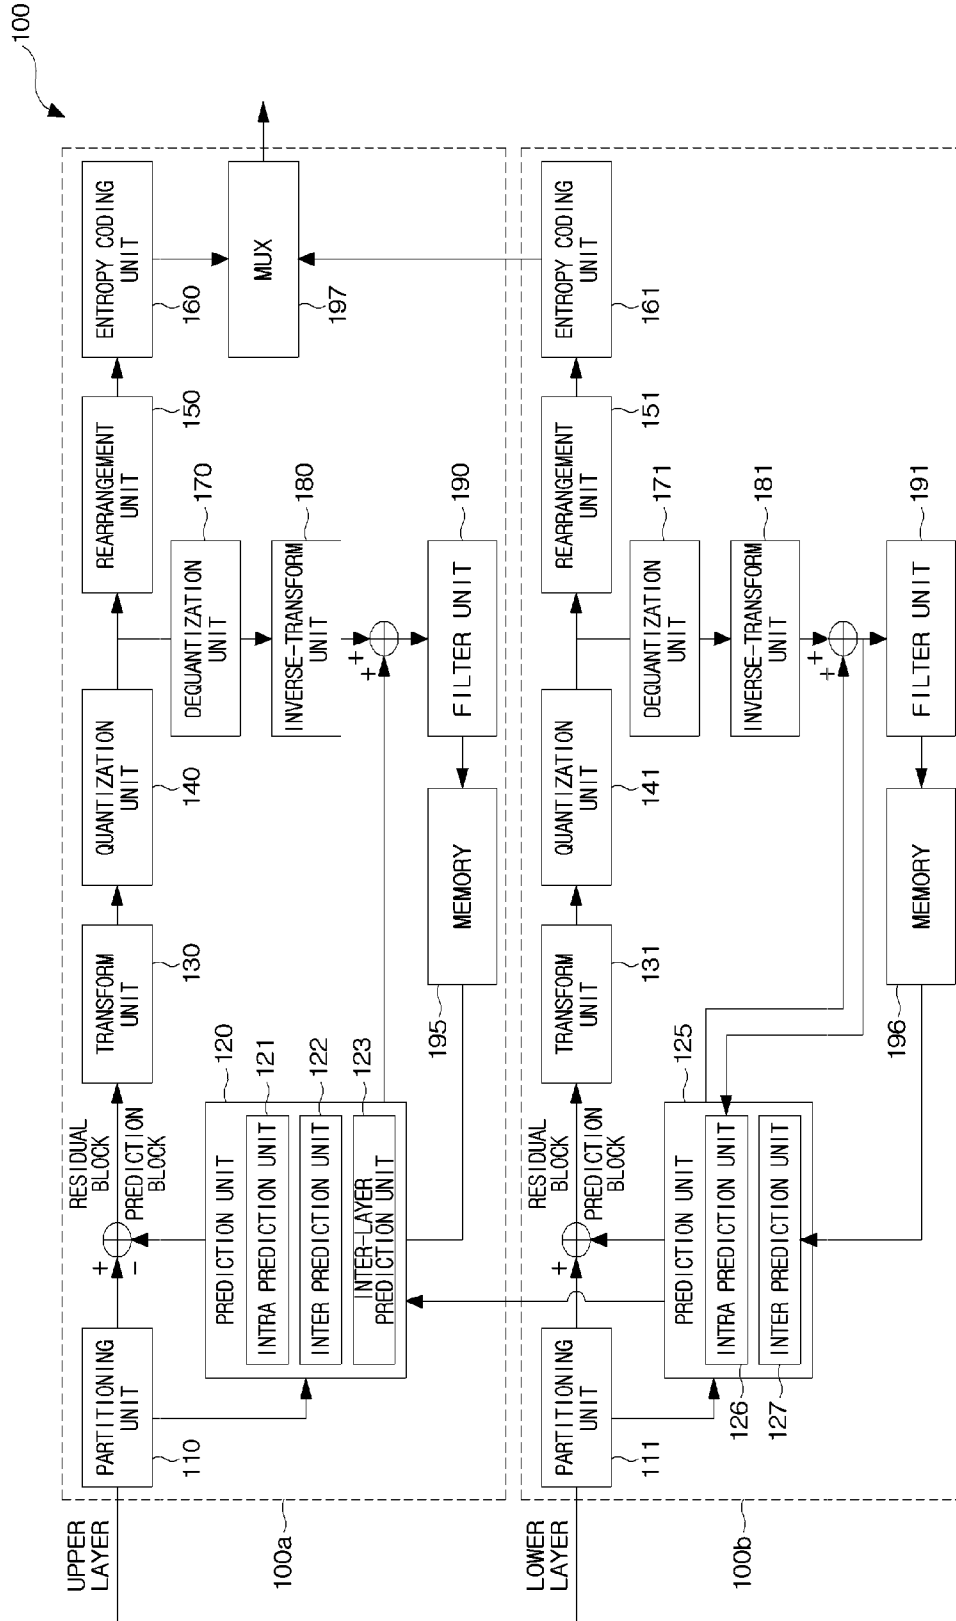 100
UPPER
LAYER
100a
PARTITIONING
UNIT
110
+
-
RESIDUAL
BLOCK
PREDICTION
BLOCK
TRANSFORM
UNIT
130
QUANTIZATION
UNIT
140
REARRANGEMENT
UNIT
150
ENTROPY CODING
UNIT
160
MUX
197
PREDICTION UNIT
120
INTRA PREDICTION UNIT
121
INTER PREDICTION UNIT
122
INTER-LAYER
PREDICTION UNIT
123
DEQUANTIZATION
UNIT
170
INVERSE-TRANSFORM
UNIT
180
+
+
FILTER UNIT
190
MEMORY
195
LOWER
LAYER
100b
PARTITIONING
UNIT
111
+
-
RESIDUAL
BLOCK
PREDICTION
BLOCK
TRANSFORM
UNIT
131
QUANTIZATION
UNIT
141
REARRANGEMENT
UNIT
151
ENTROPY CODING
UNIT
161
PREDICTION UNIT
125
INTRA PREDICTION UNIT
126
INTER PREDICTION UNIT
127
DEQUANTIZATION
UNIT
171
INVERSE-TRANSFORM
UNIT
181
+
+
FILTER UNIT
191
MEMORY
196